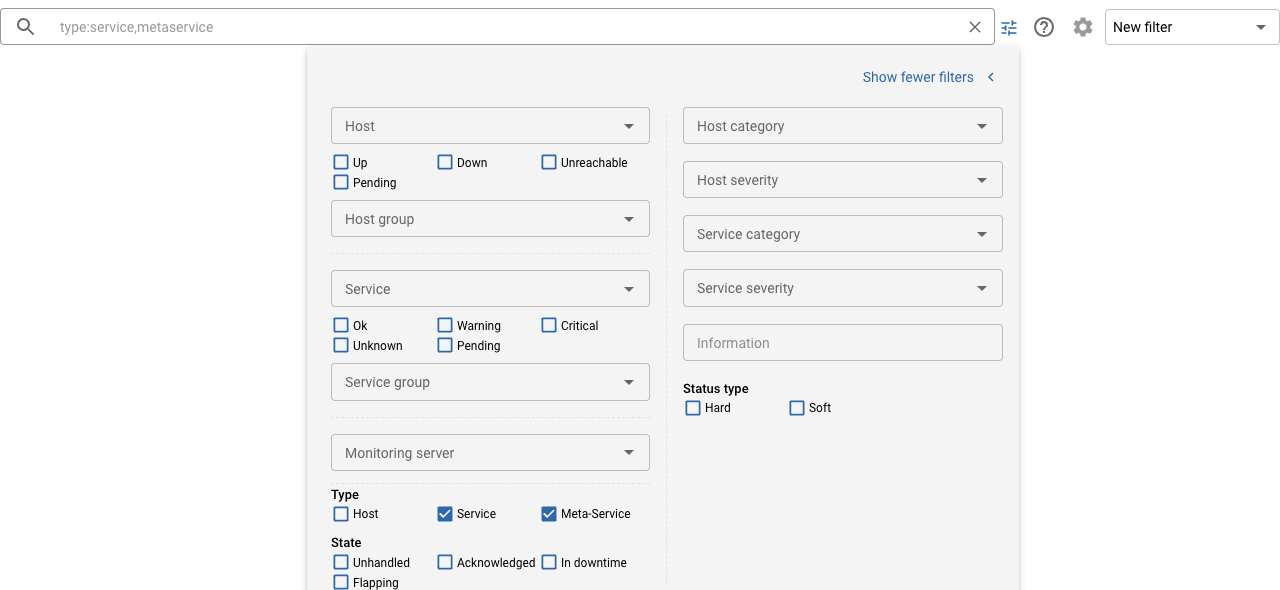 type:service,metaservice
New filter
Show fewer filters
Host
Up Down Unreachable
Pending
Host group
Service
Ok Warning Critical
Unknown Pending
Service group
Monitoring server
Type
Host Service Meta-Service
State
Unhandled Acknowledged In downtime
Flapping
Host category
Host severity
Service category
Service severity
Information
Status type
Hard Soft